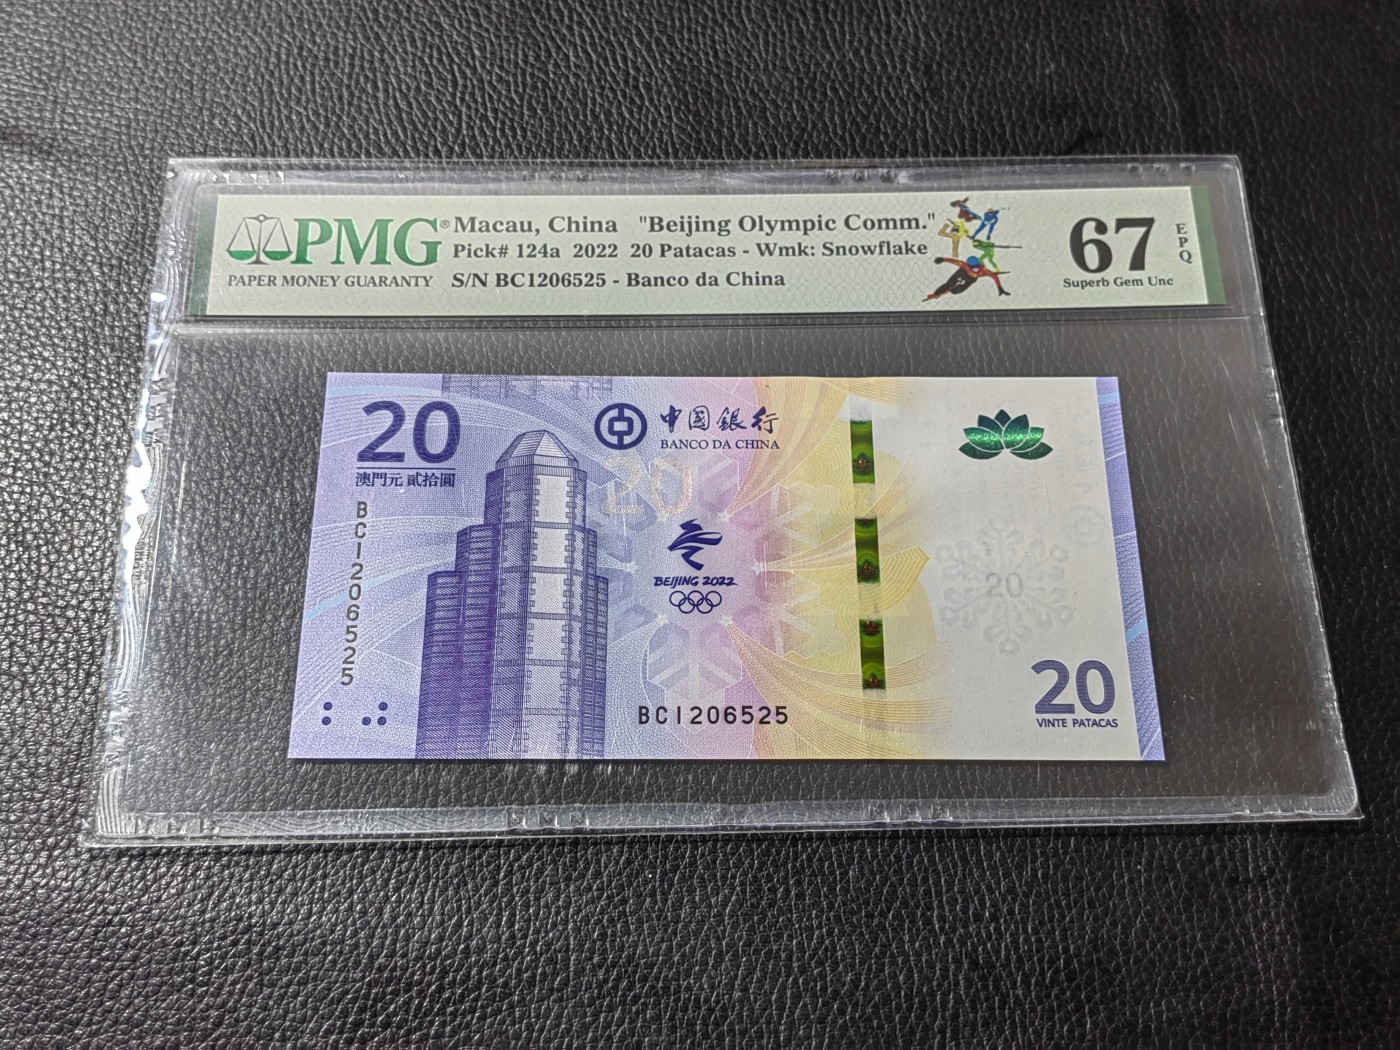 PMG®
PAPER MONEY GUARANTY
Macau, China "Beijing Olympic Comm."
Pick# 124a 2022 20 Patacas - Wmk: Snowflake
S/N BC1206525 - Banco da China
67
Superb Gem Unc
EPQ
20
澳門元 貳拾圓
BC1206525
中國銀行
BANCO DA CHINA
20
BEIJING 2022
BC1206525
20
20
VINTE PATACAS